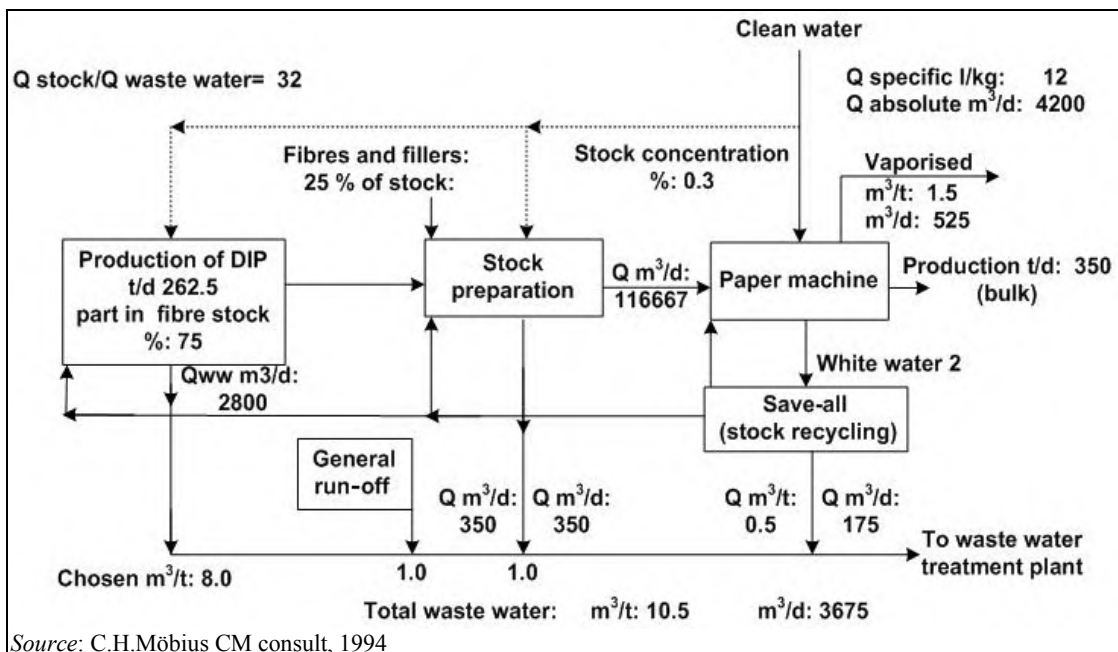 Clean water
Q stock/Q waste water= 32
Q specific l/kg: 12
Q absolute m³/d: 4200
Fibres and fillers:
25 % of stock:
Stock concentration
%: 0.3
Vaporised
m³/t: 1.5
m³/d: 525
Production of DIP
t/d 262.5
part in fibre stock
%: 75
Stock
preparation
Q m³/d:
116667
Paper machine
Production t/d: 350
(bulk)
Qww m3/d:
2800
White water 2
Save-all
(stock recycling)
General
run-off
Q m³/d:
350
Q m³/d:
350
Q m³/t:
0.5
Q m³/d:
175
To waste water
treatment plant
Chosen m³/t: 8.0
1.0
1.0
Total waste water: m³/t: 10.5 m³/d: 3675
Source: C.H.Möbius CM consult, 1994